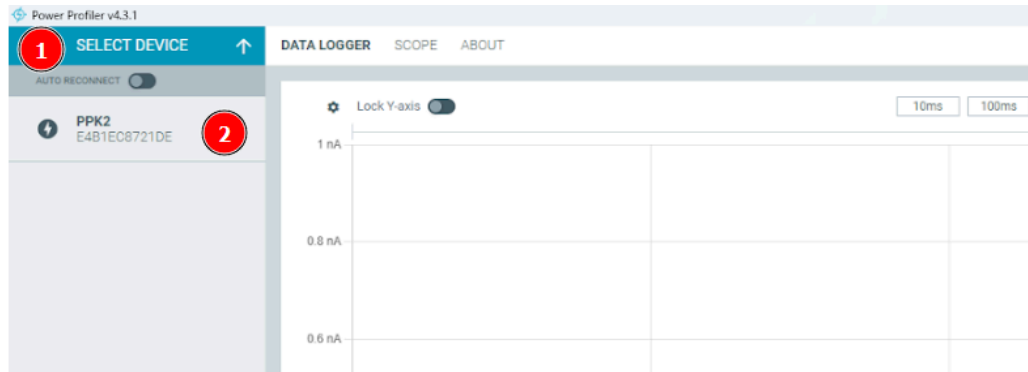 Power Profiler v4.3.1
1 SELECT DEVICE
DATA LOGGER SCOPE ABOUT
AUTO RECONNECT
PPK2
E4B1EC8721DE
2
Lock Y-axis 10ms 100ms
1 nA
0.8 nA
0.6 nA